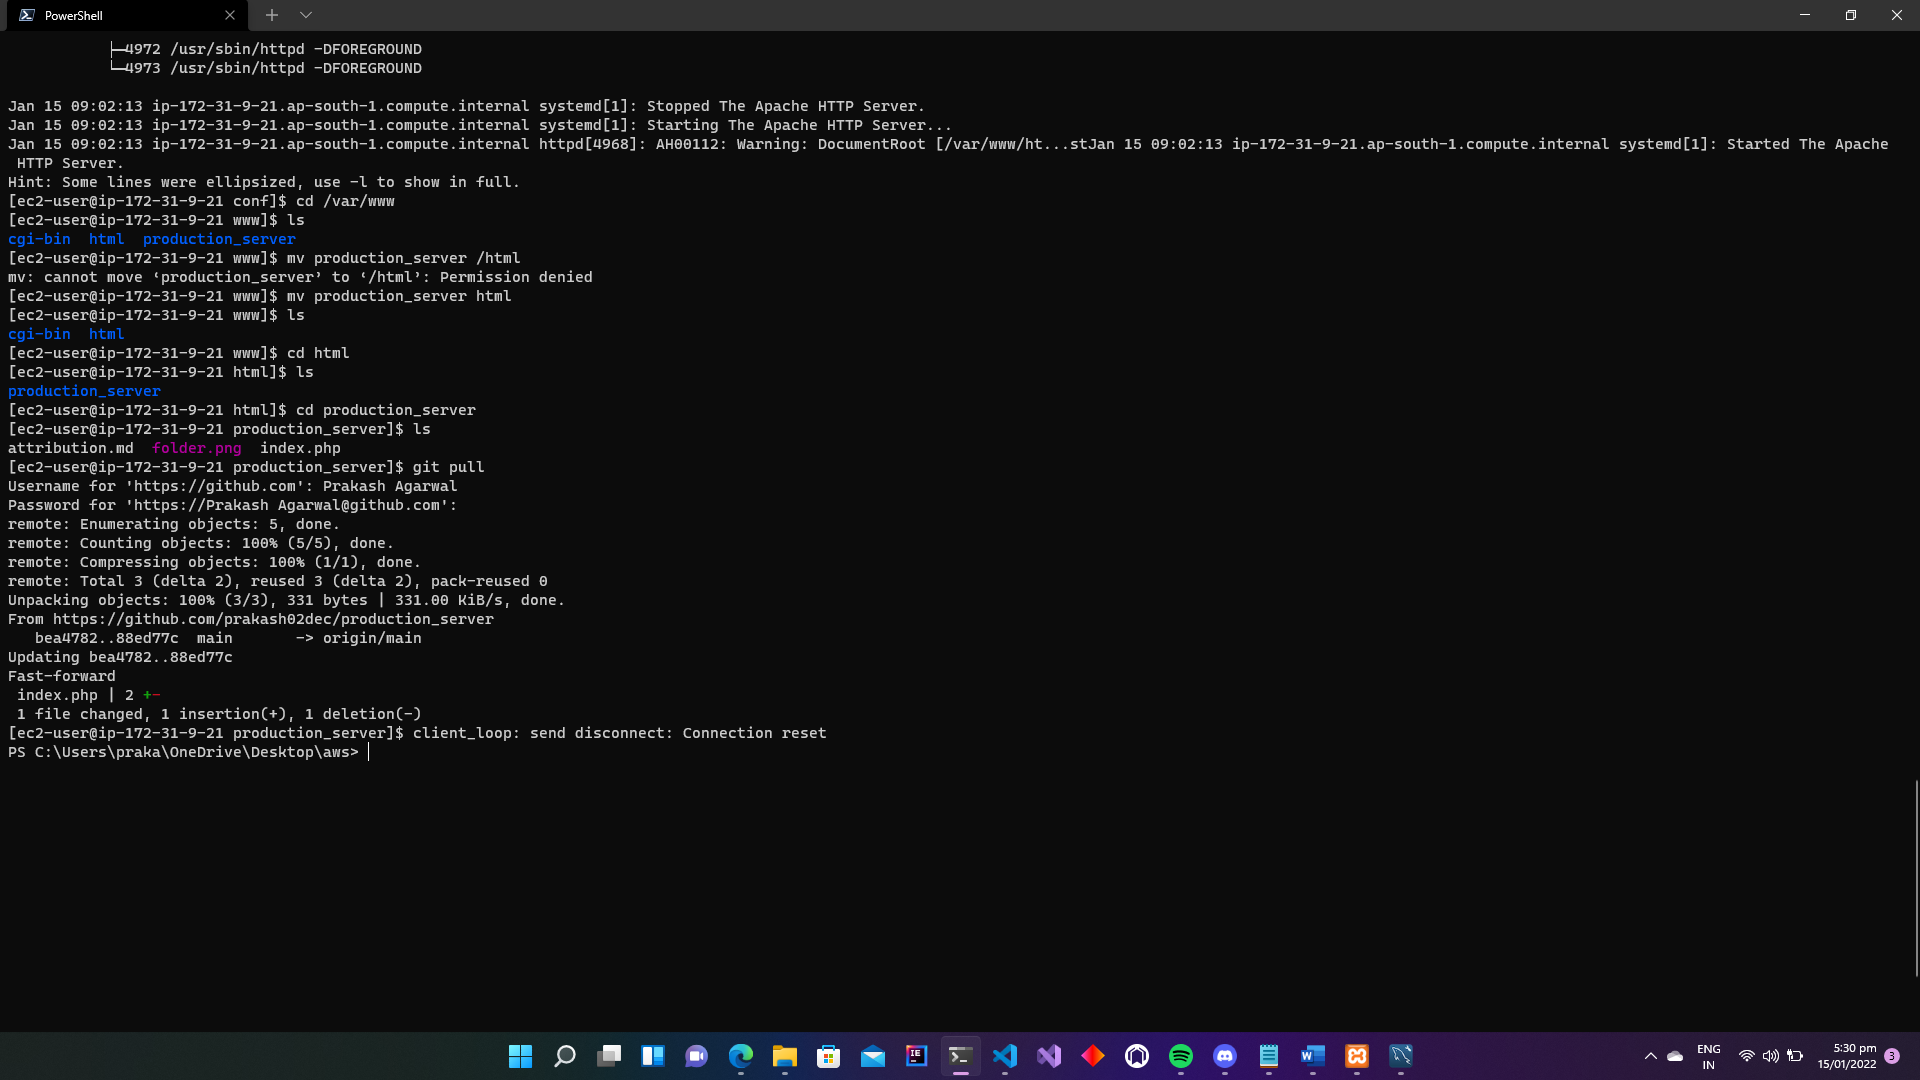 PowerShell
├─4972 /usr/sbin/httpd -DFOREGROUND
└─4973 /usr/sbin/httpd -DFOREGROUND
Jan 15 09:02:13 ip-172-31-9-21.ap-south-1.compute.internal systemd[1]: Stopped The Apache HTTP Server.
Jan 15 09:02:13 ip-172-31-9-21.ap-south-1.compute.internal systemd[1]: Starting The Apache HTTP Server...
Jan 15 09:02:13 ip-172-31-9-21.ap-south-1.compute.internal httpd[4968]: AH00112: Warning: DocumentRoot [/var/www/ht...stJan 15 09:02:13 ip-172-31-9-21.ap-south-1.compute.internal systemd[1]: Started The Apache
HTTP Server.
Hint: Some lines were ellipsized, use -l to show in full.
[ec2-user@ip-172-31-9-21 conf]$ cd /var/www
[ec2-user@ip-172-31-9-21 www]$ ls
cgi-bin  html  production_server
[ec2-user@ip-172-31-9-21 www]$ mv production_server /html
mv: cannot move ‘production_server’ to ‘/html’: Permission denied
[ec2-user@ip-172-31-9-21 www]$ mv production_server html
[ec2-user@ip-172-31-9-21 www]$ ls
cgi-bin  html
[ec2-user@ip-172-31-9-21 www]$ cd html
[ec2-user@ip-172-31-9-21 html]$ ls
production_server
[ec2-user@ip-172-31-9-21 html]$ cd production_server
[ec2-user@ip-172-31-9-21 production_server]$ ls
attribution.md  folder.png  index.php
[ec2-user@ip-172-31-9-21 production_server]$ git pull
Username for 'https://github.com': Prakash Agarwal
Password for 'https://Prakash Agarwal@github.com':
remote: Enumerating objects: 5, done.
remote: Counting objects: 100% (5/5), done.
remote: Compressing objects: 100% (1/1), done.
remote: Total 3 (delta 2), reused 3 (delta 2), pack-reused 0
Unpacking objects: 100% (3/3), 331 bytes | 331.00 KiB/s, done.
From https://github.com/prakash02dec/production_server
bea4782..88ed77c  main       -> origin/main
Updating bea4782..88ed77c
Fast-forward
index.php | 2 +-
1 file changed, 1 insertion(+), 1 deletion(-)
[ec2-user@ip-172-31-9-21 production_server]$ client_loop: send disconnect: Connection reset
PS C:\Users\praka\OneDrive\Desktop\aws>
IE
W
ENG
IN
5:30 pm
15/01/2022
3